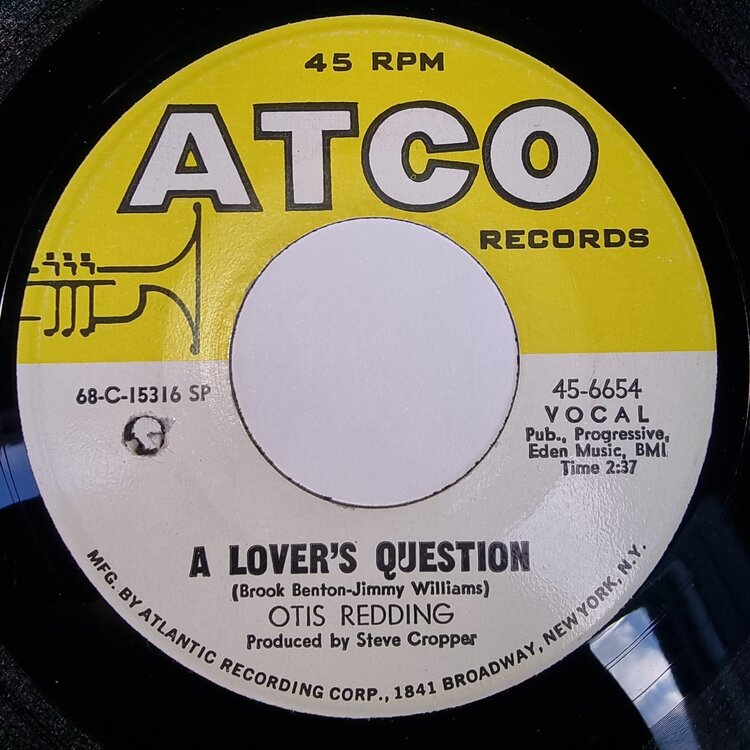 45 RPM
ATCO
RECORDS
68-C-15316 SP
45-6654
VOCAL
Pub., Progressive,
Eden Music, BMI
Time 2:37
A LOVER'S QUESTION
(Brook Benton-Jimmy Williams)
OTIS REDDING
Produced by Steve Cropper
MFG. BY ATLANTIC RECORDING CORP., 1841 BROADWAY, NEW YORK, N.Y.